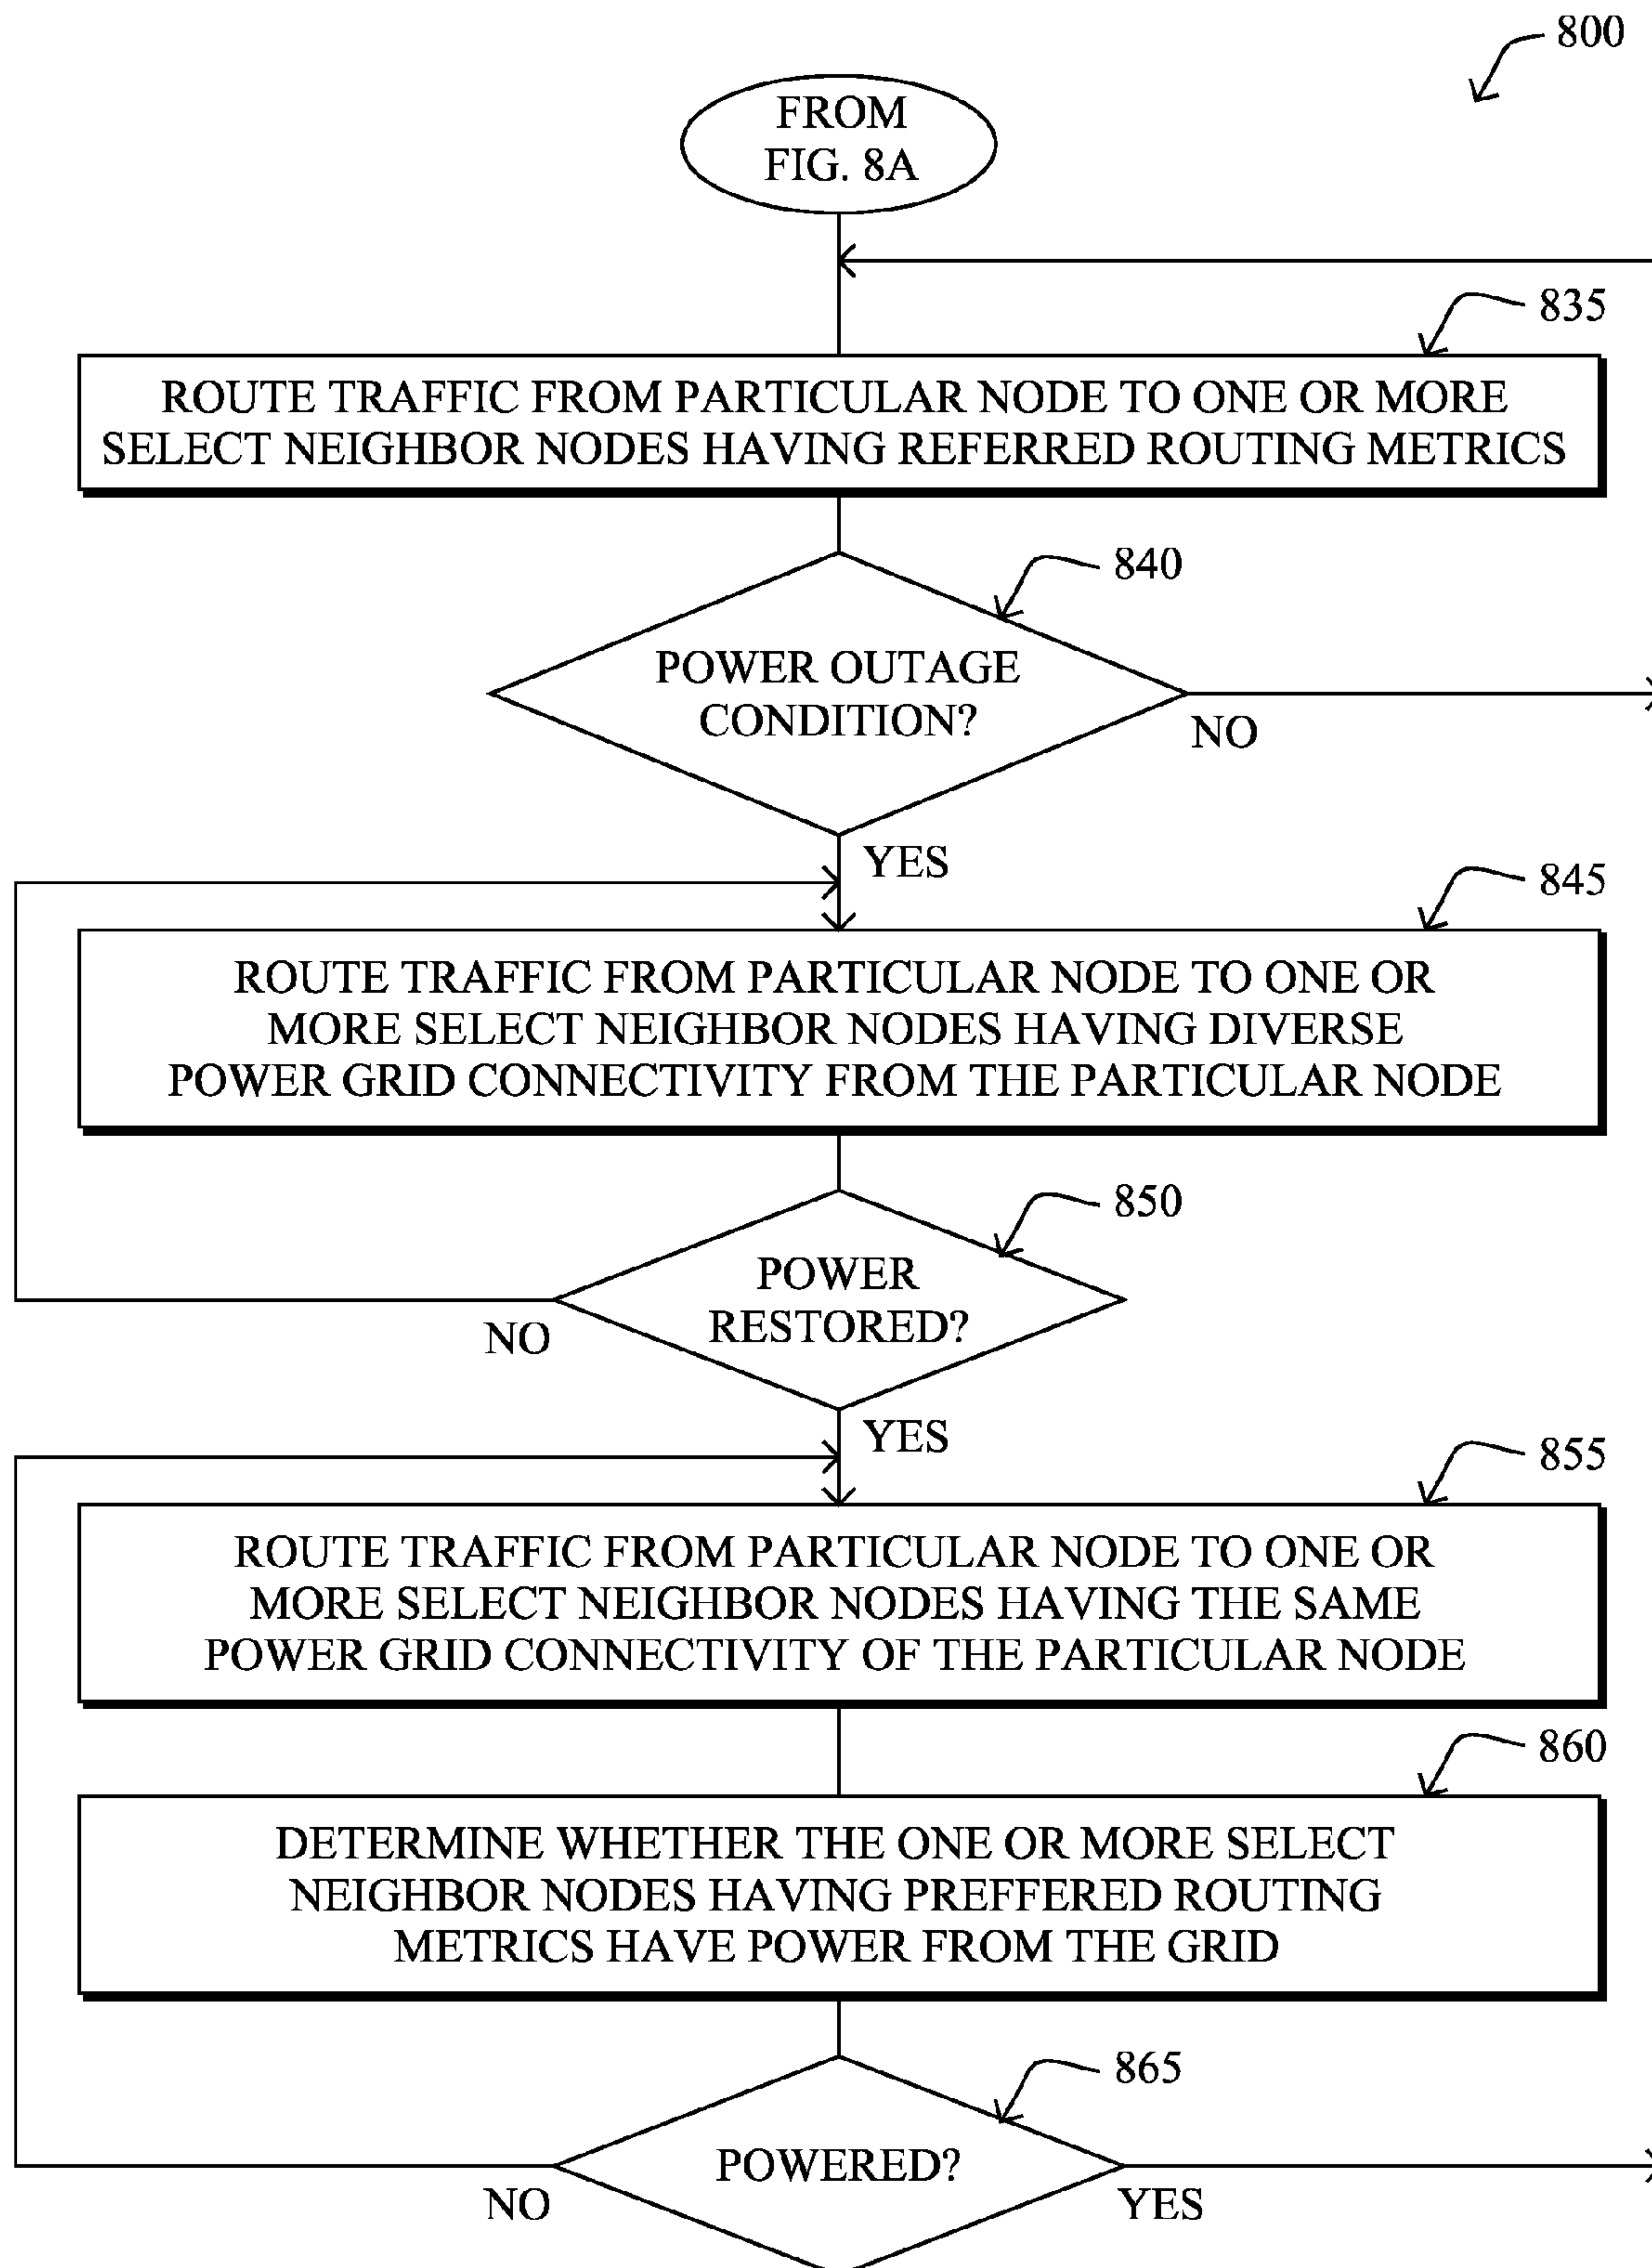 800
FROM
FIG. 8A
835
ROUTE TRAFFIC FROM PARTICULAR NODE TO ONE OR MORE
SELECT NEIGHBOR NODES HAVING REFERRED ROUTING METRICS
840
POWER OUTAGE
CONDITION?
NO
YES
845
ROUTE TRAFFIC FROM PARTICULAR NODE TO ONE OR
MORE SELECT NEIGHBOR NODES HAVING DIVERSE
POWER GRID CONNECTIVITY FROM THE PARTICULAR NODE
850
POWER
RESTORED?
NO
YES
855
ROUTE TRAFFIC FROM PARTICULAR NODE TO ONE OR
MORE SELECT NEIGHBOR NODES HAVING THE SAME
POWER GRID CONNECTIVITY OF THE PARTICULAR NODE
860
DETERMINE WHETHER THE ONE OR MORE SELECT
NEIGHBOR NODES HAVING PREFFERED ROUTING
METRICS HAVE POWER FROM THE GRID
865
POWERED?
NO
YES